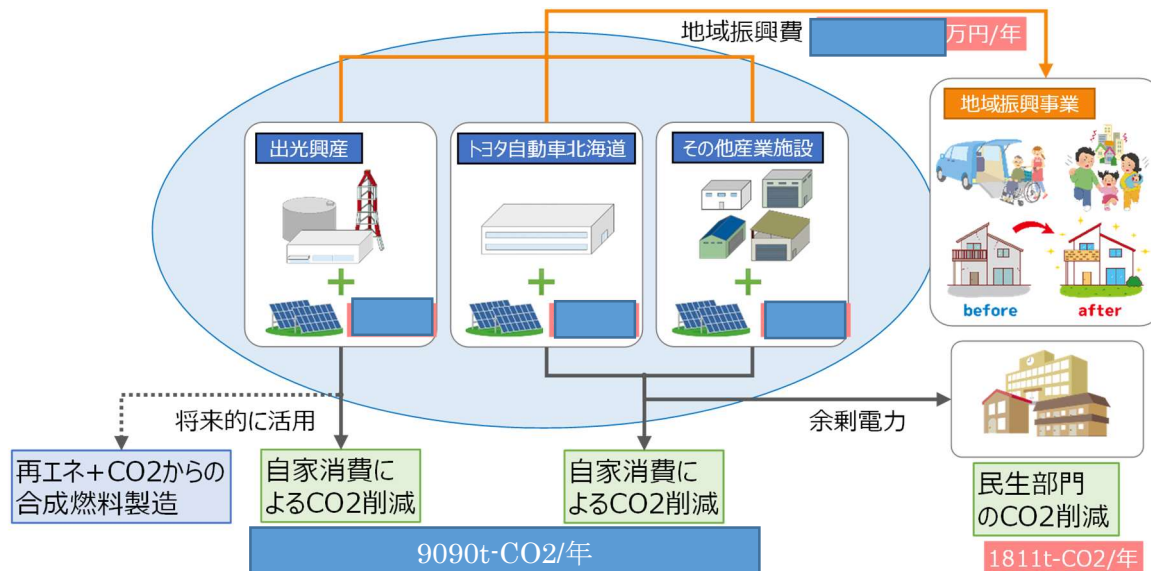 地域振興費
万円/年
地域振興事業
出光興産
トヨタ自動車北海道
その他産業施設
before
after
将来的に活用
余剰電力
再エネ+CO2からの
合成燃料製造
自家消費に
よるCO2削減
自家消費に
よるCO2削減
民生部門
のCO2削減
9090t-CO2/年
1811t-CO2/年